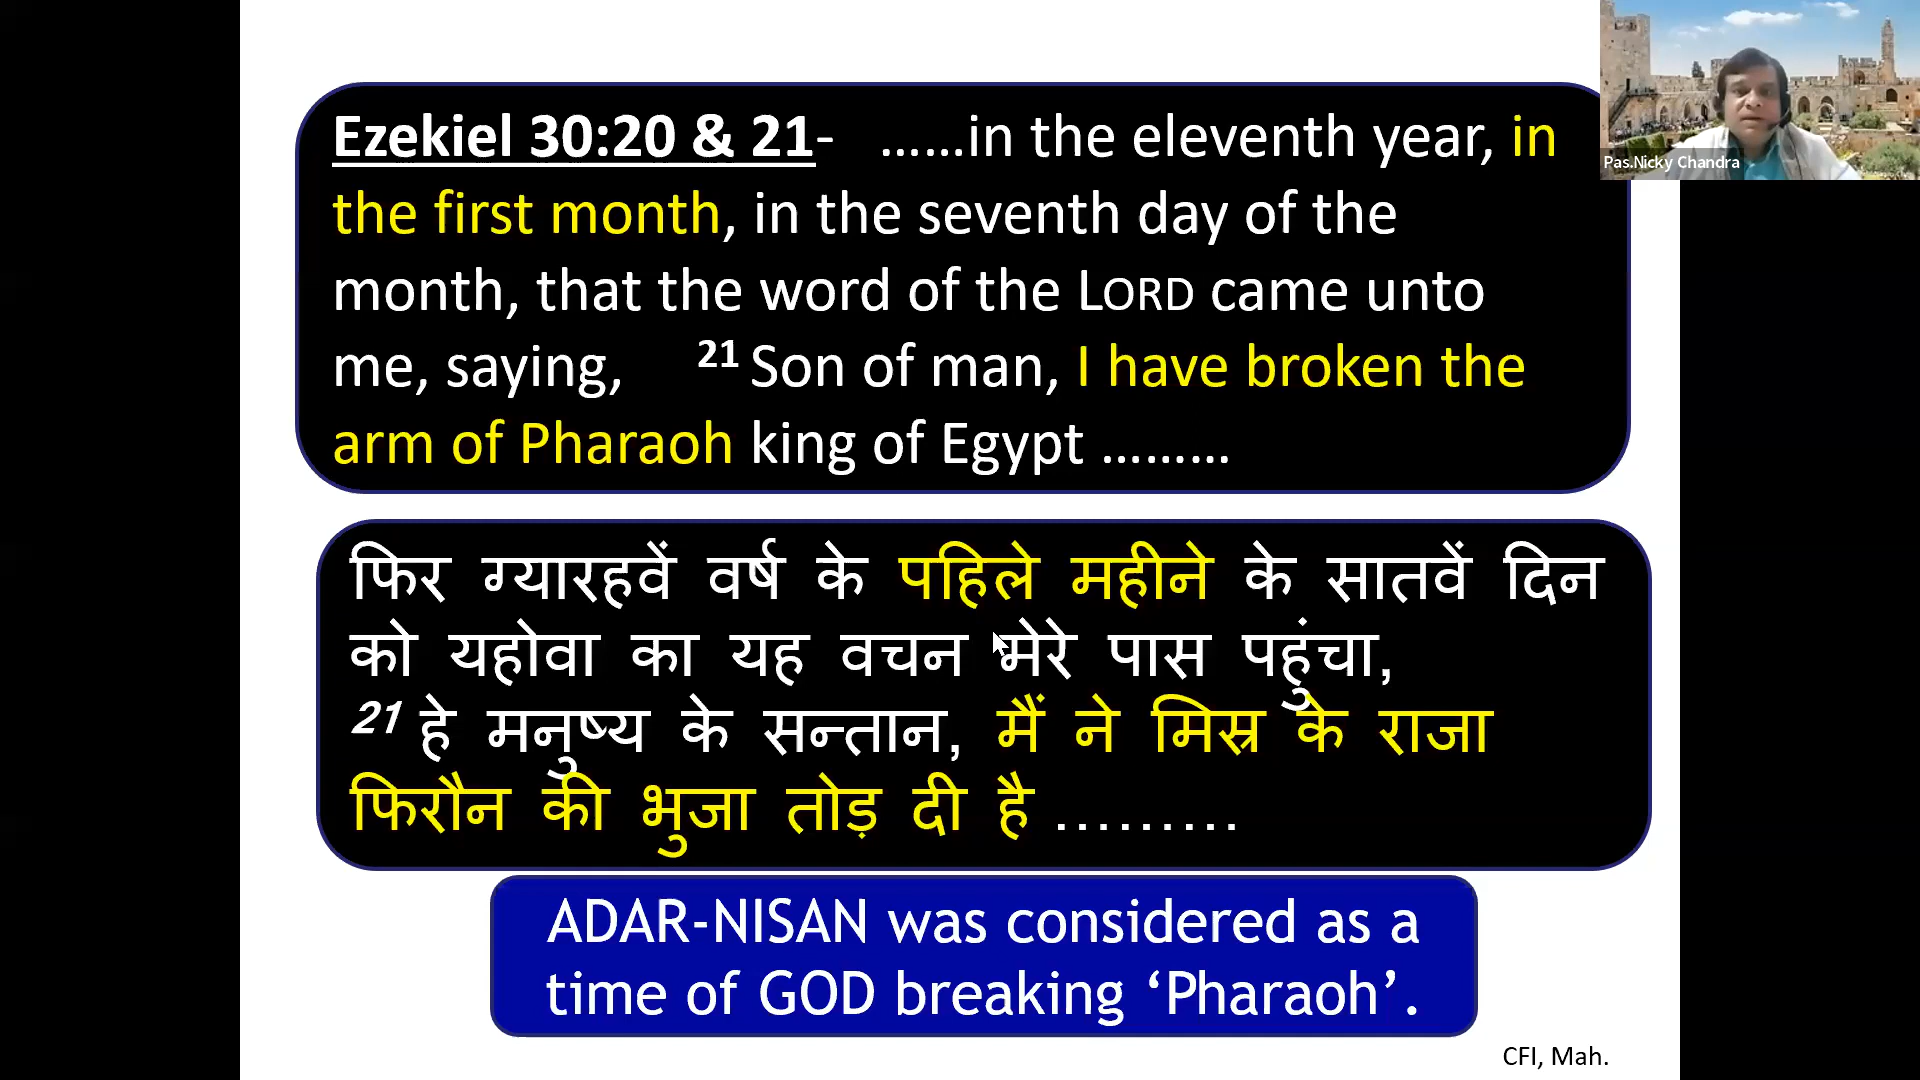 Ezekiel 30:20 & 21- ……in the eleventh year, in
the first month, in the seventh day of the
month, that the word of the LORD came unto
me, saying, 21 Son of man, I have broken the
arm of Pharaoh king of Egypt ………
फिर ग्यारहवें वर्ष के पहिले महीने के सातवें दिन
को यहोवा का यह वचन मेरे पास पहुंचा,
21 हे मनुष्य के सन्तान, मैं ने मिस्र के राजा
फिरौन की भुजा तोड़ दी है ………
ADAR-NISAN was considered as a
time of GOD breaking ‘Pharaoh’.
CFI, Mah.
Pas.Nicky Chandra